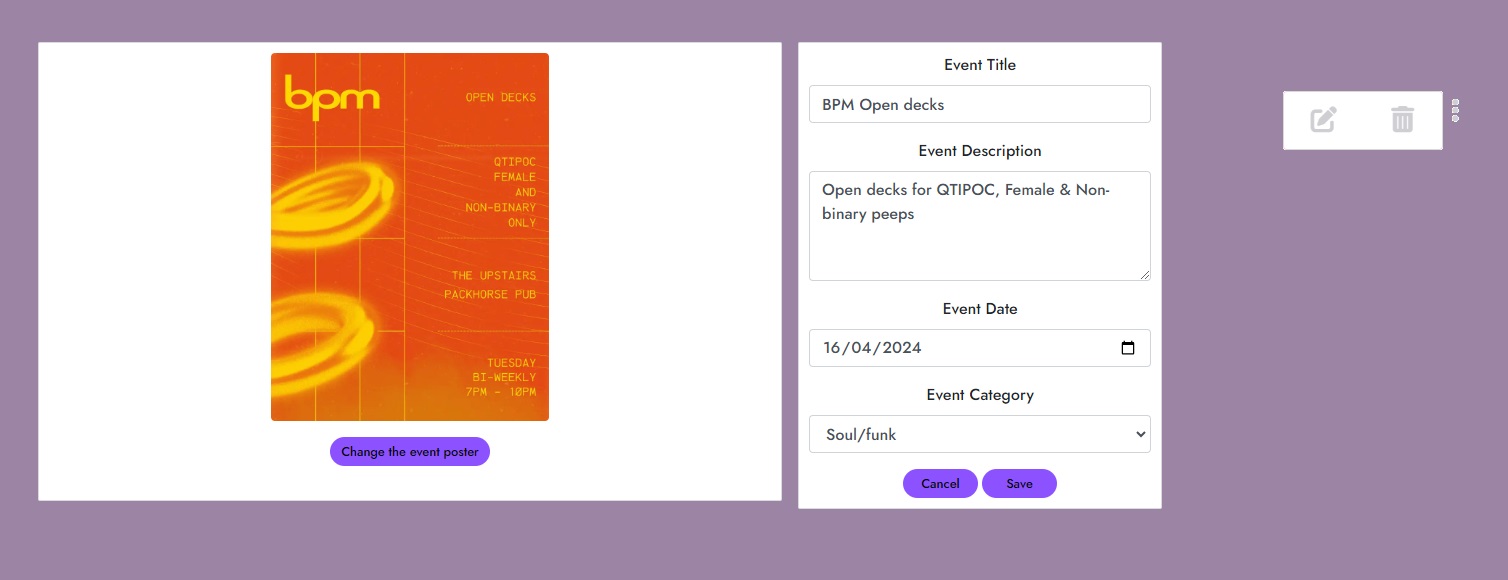 bpm
OPEN DECKS
QTIPOC
FEMALE
AND
NON-BINARY
ONLY
THE UPSTAIRS
PACKHORSE PUB
TUESDAY
BI-WEEKLY
7PM - 10PM
Change the event poster
Event Title
BPM Open decks
Event Description
Open decks for QTIPOC, Female & Non-
binary peeps
Event Date
16/04/2024
Event Category
Soul/funk
Cancel Save